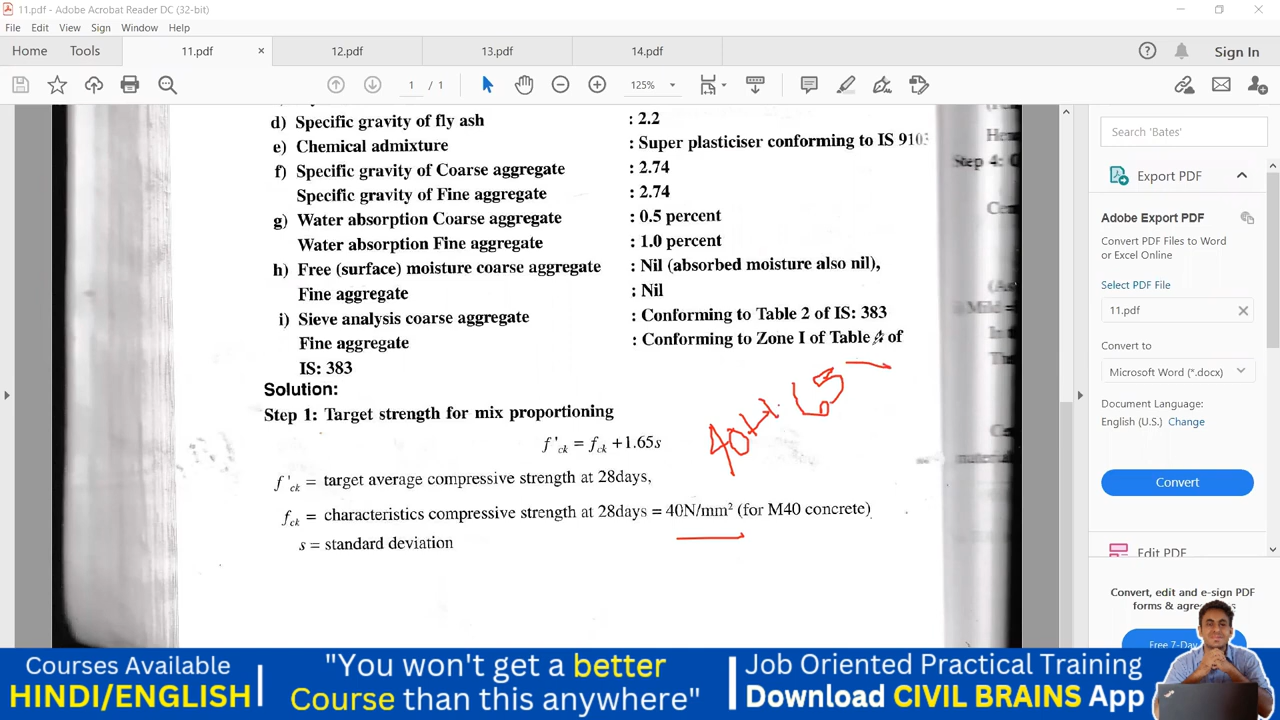 11.pdf - Adobe Acrobat Reader DC (32-bit)
File Edit View Sign Window Help
Home Tools 11.pdf × 12.pdf 13.pdf 14.pdf Sign In
1 / 1 125%
d) Specific gravity of fly ash : 2.2
e) Chemical admixture : Super plasticiser conforming to IS 9103
f) Specific gravity of Coarse aggregate : 2.74
Specific gravity of Fine aggregate : 2.74
g) Water absorption Coarse aggregate : 0.5 percent
Water absorption Fine aggregate : 1.0 percent
h) Free (surface) moisture coarse aggregate : Nil (absorbed moisture also nil),
Fine aggregate : Nil
i) Sieve analysis coarse aggregate : Conforming to Table 2 of IS: 383
Fine aggregate : Conforming to Zone I of Table 4 of
IS: 383
Solution:
Step 1: Target strength for mix proportioning
f'ck = fck +1.65s
f'ck = target average compressive strength at 28days,
fck = characteristics compressive strength at 28days = 40N/mm² (for M40 concrete)
s = standard deviation
40+1.65
Step 4:
Search 'Bates'
Export PDF
Adobe Export PDF
Convert PDF Files to Word
or Excel Online
Select PDF File
11.pdf
Convert to
Microsoft Word (*.docx)
Document Language:
English (U.S.) Change
Convert
Edit PDF
Convert, edit and e-sign PDF
forms & agree
Free 7-Day
Courses Available
HINDI/ENGLISH
"You won't get a better
Course than this anywhere"
Job Oriented Practical Training
Download CIVIL BRAINS App